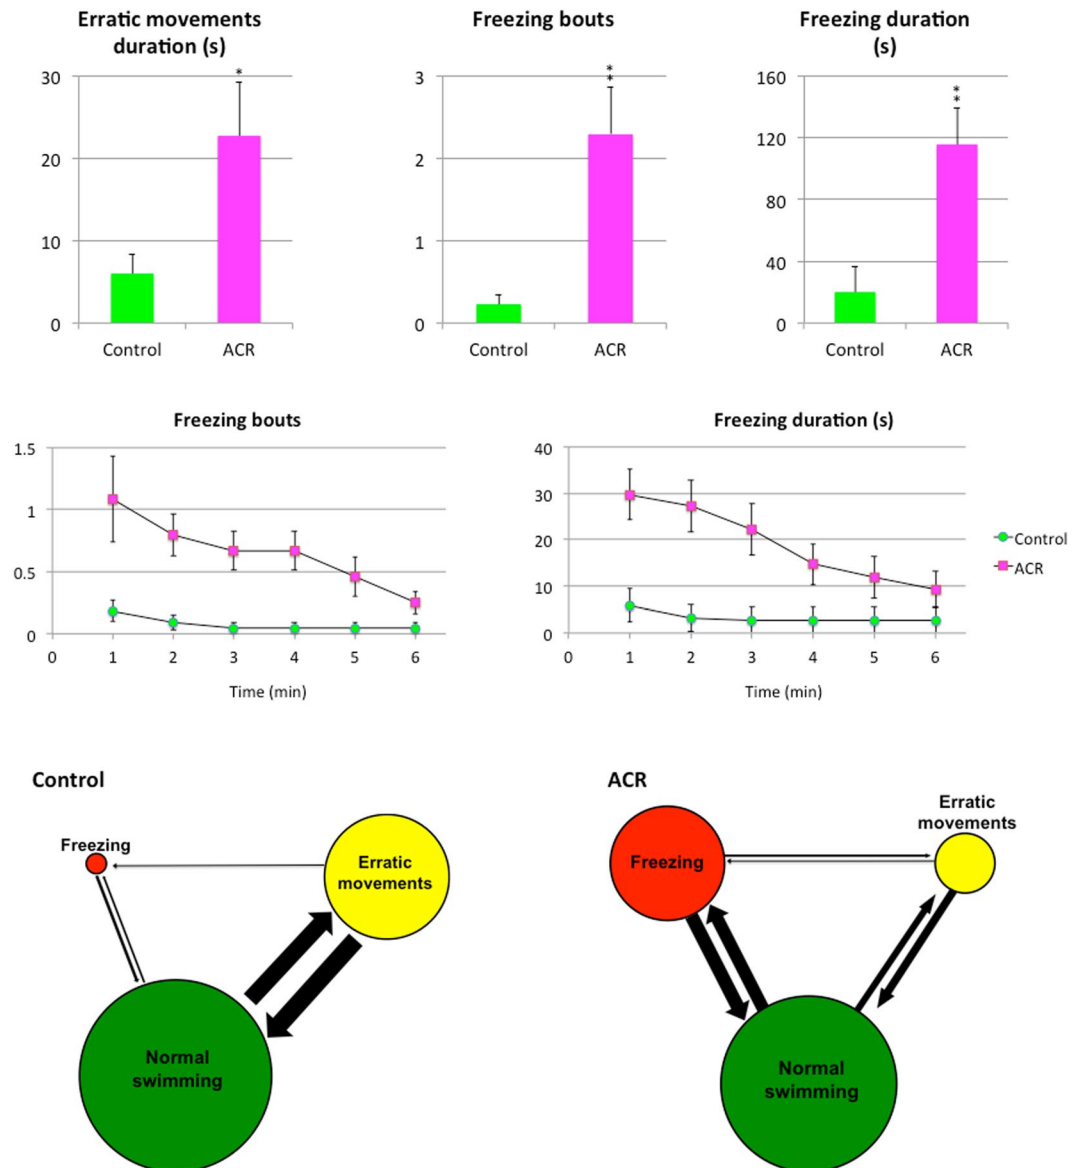 Erratic movements
duration (s)
30
20
10
0
*
Control
ACR
Freezing bouts
3
2
1
0
**
Control
ACR
Freezing duration
(s)
160
120
80
40
0
**
Control
ACR
Freezing bouts
1.5
1
0.5
0
0 1 2 3 4 5 6
Time (min)
Freezing duration (s)
40
30
20
10
0
0 1 2 3 4 5 6
Time (min)
Control
ACR
Control
Freezing
Erratic
movements
Normal
swimming
ACR
Freezing
Erratic
movements
Normal
swimming